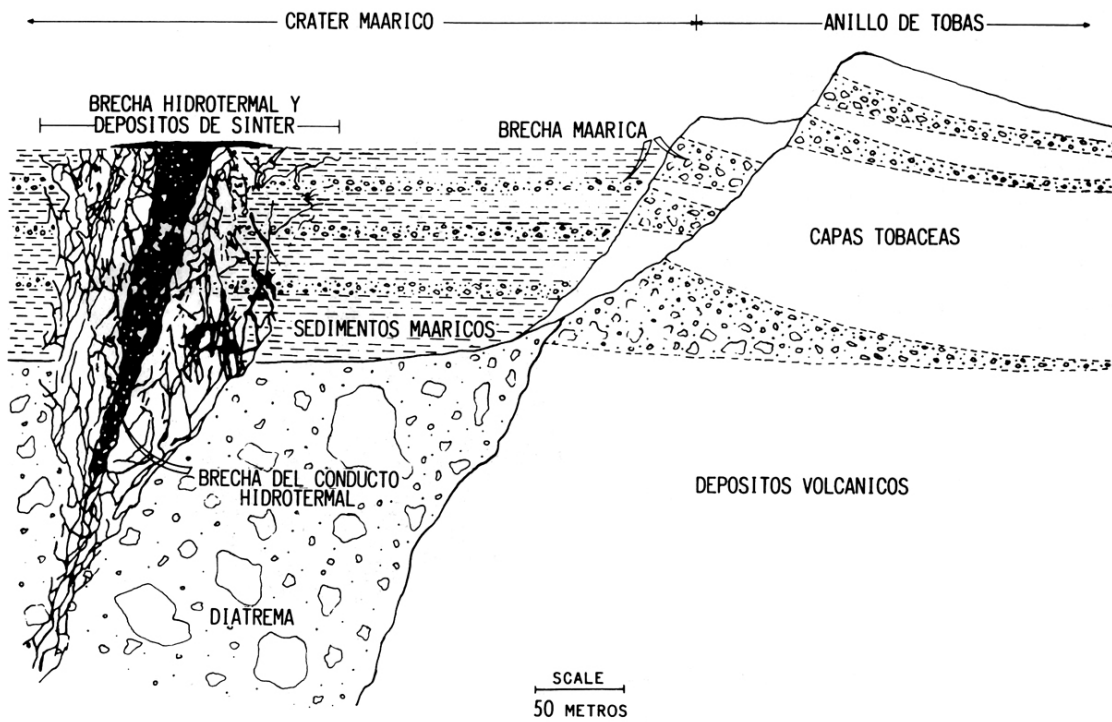 CRATER MAARICO
ANILLO DE TOBAS
BRECHA HIDROTERMAL Y
DEPOSITOS DE SINTER
BRECHA MAARICA
CAPAS TOBACEAS
SEDIMENTOS MAARICOS
BRECHA DEL CONDUCTO
HIDROTERMAL
DEPOSITOS VOLCANICOS
DIATREMA
SCALE
50 METROS